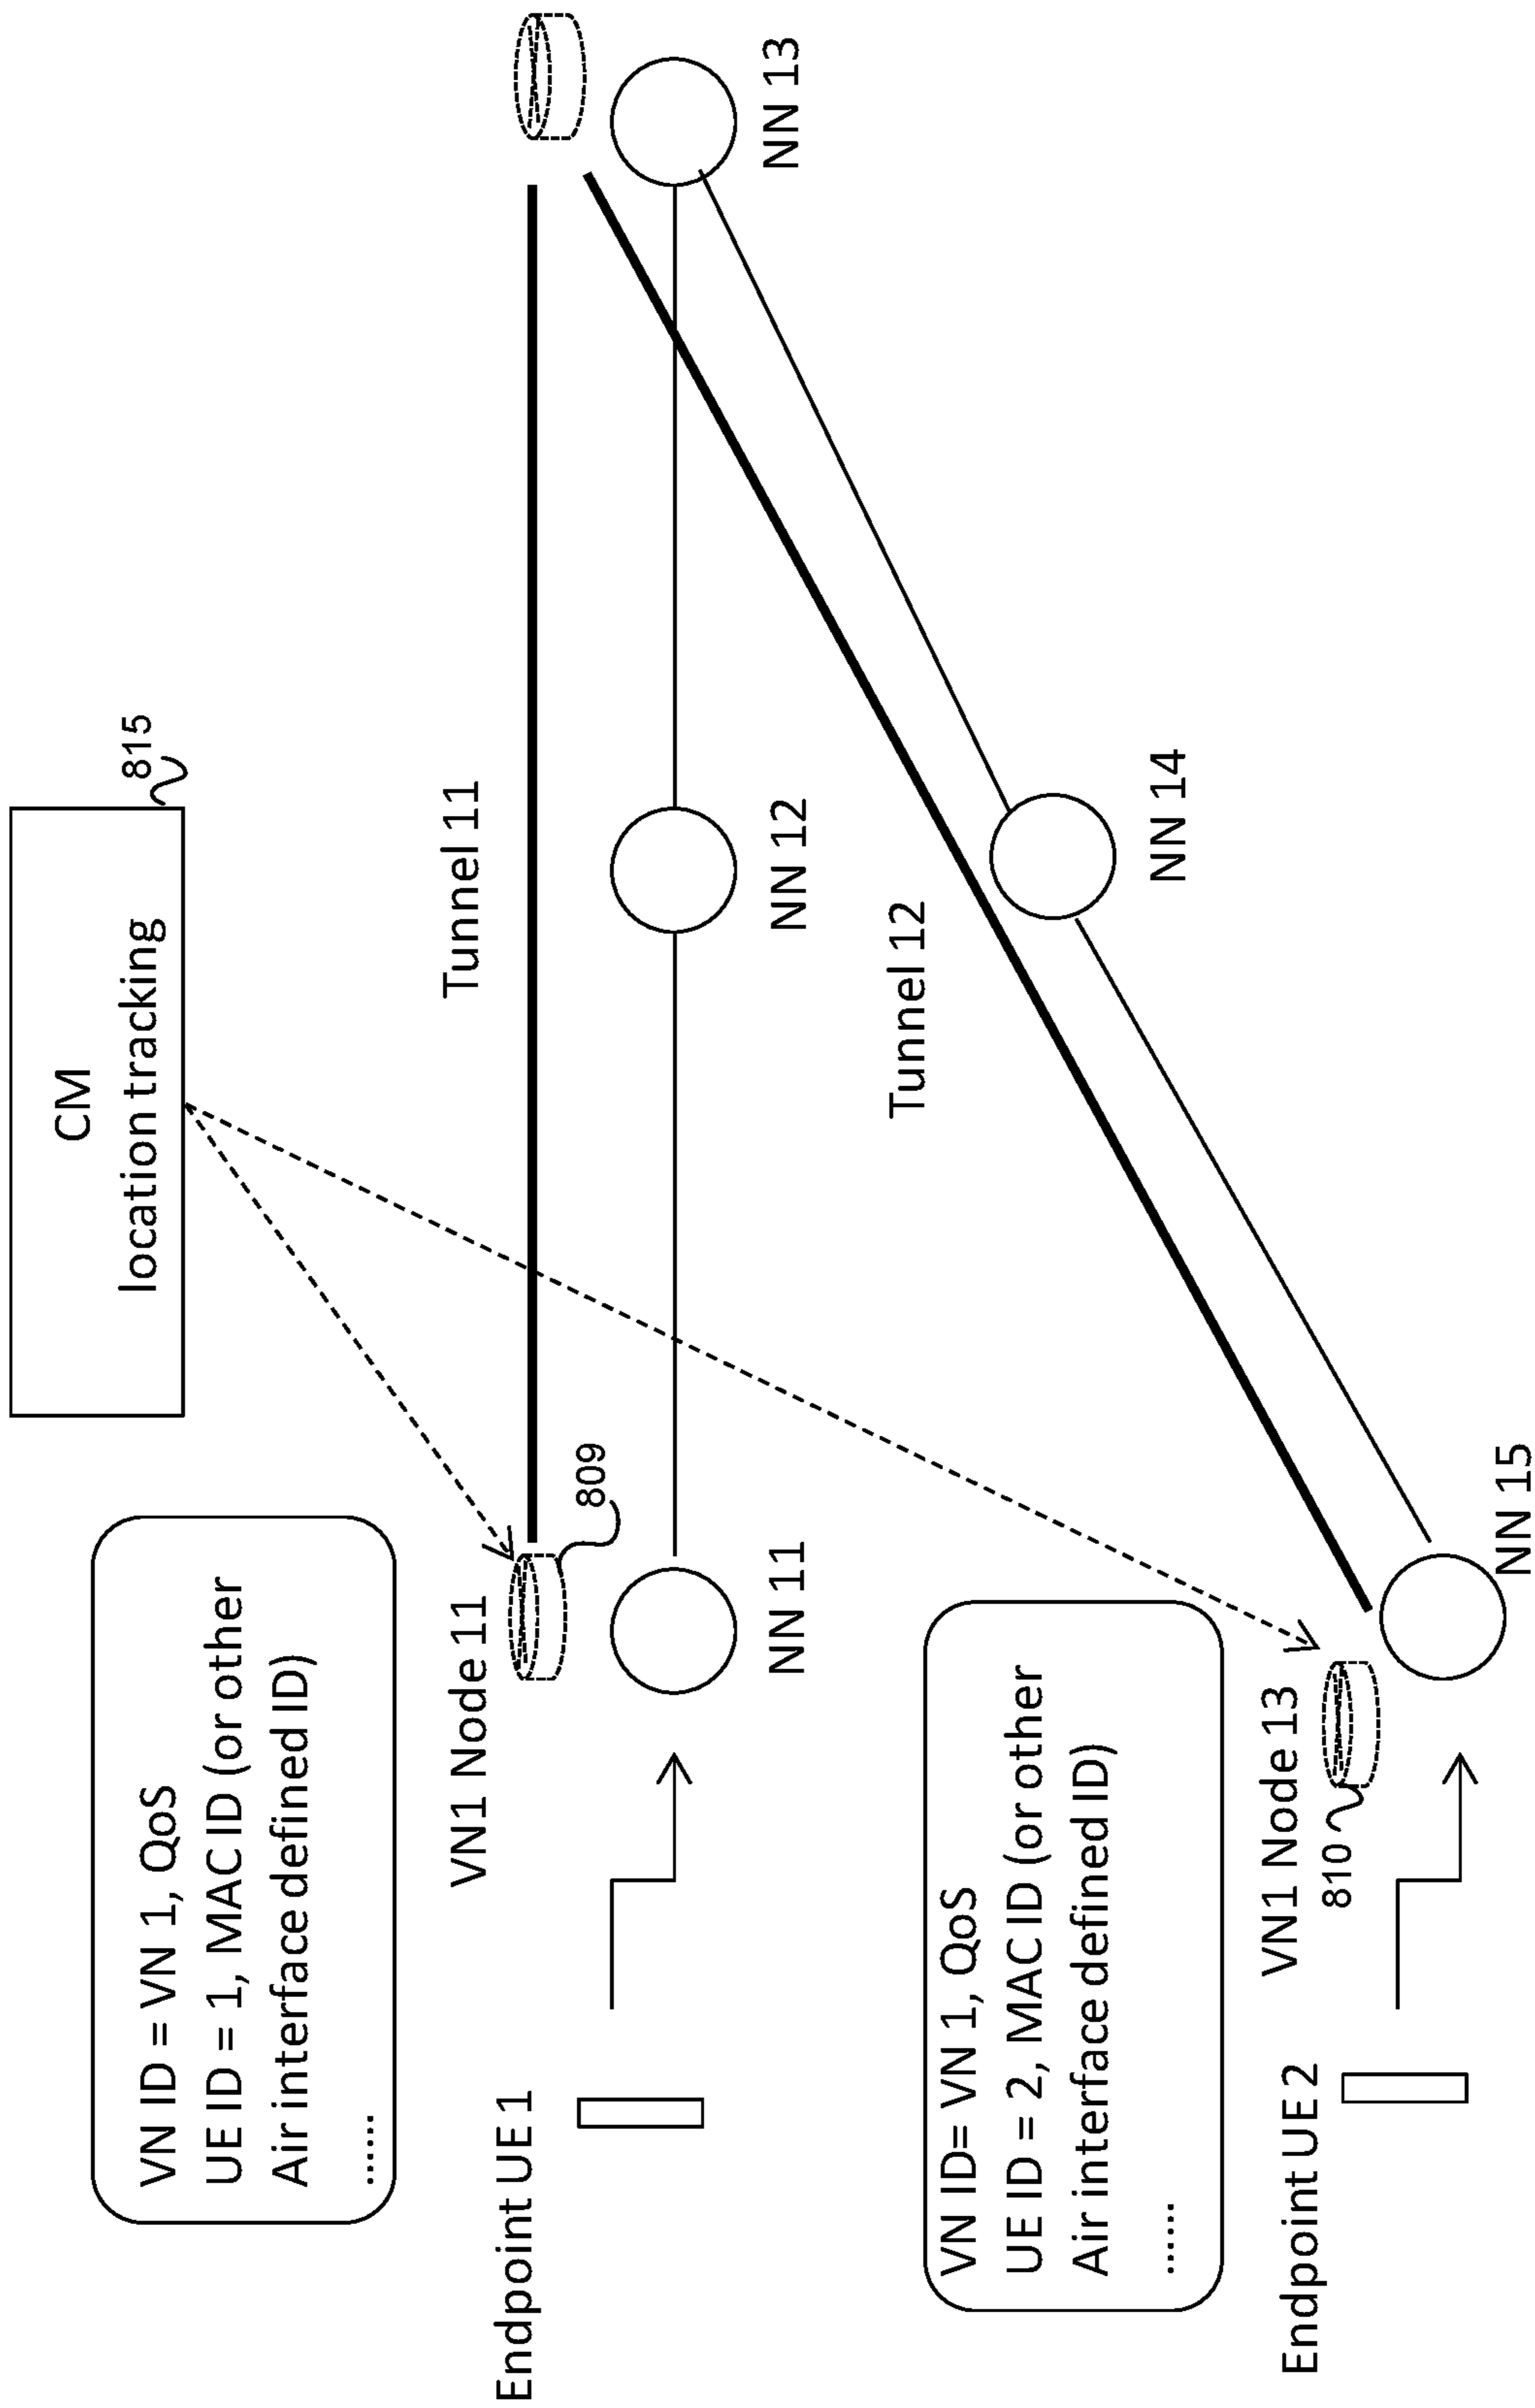 CM
location tracking
815
VN ID = VN 1, QoS
UE ID = 1, MAC ID (or other
Air interface defined ID)
......
Endpoint UE 1
VN1 Node 11
809
NN 11
Tunnel 11
NN 12
NN 13
VN ID= VN 1, QoS
UE ID = 2, MAC ID (or other
Air interface defined ID)
......
Tunnel 12
NN 14
Endpoint UE 2
VN1 Node 13
810
NN 15